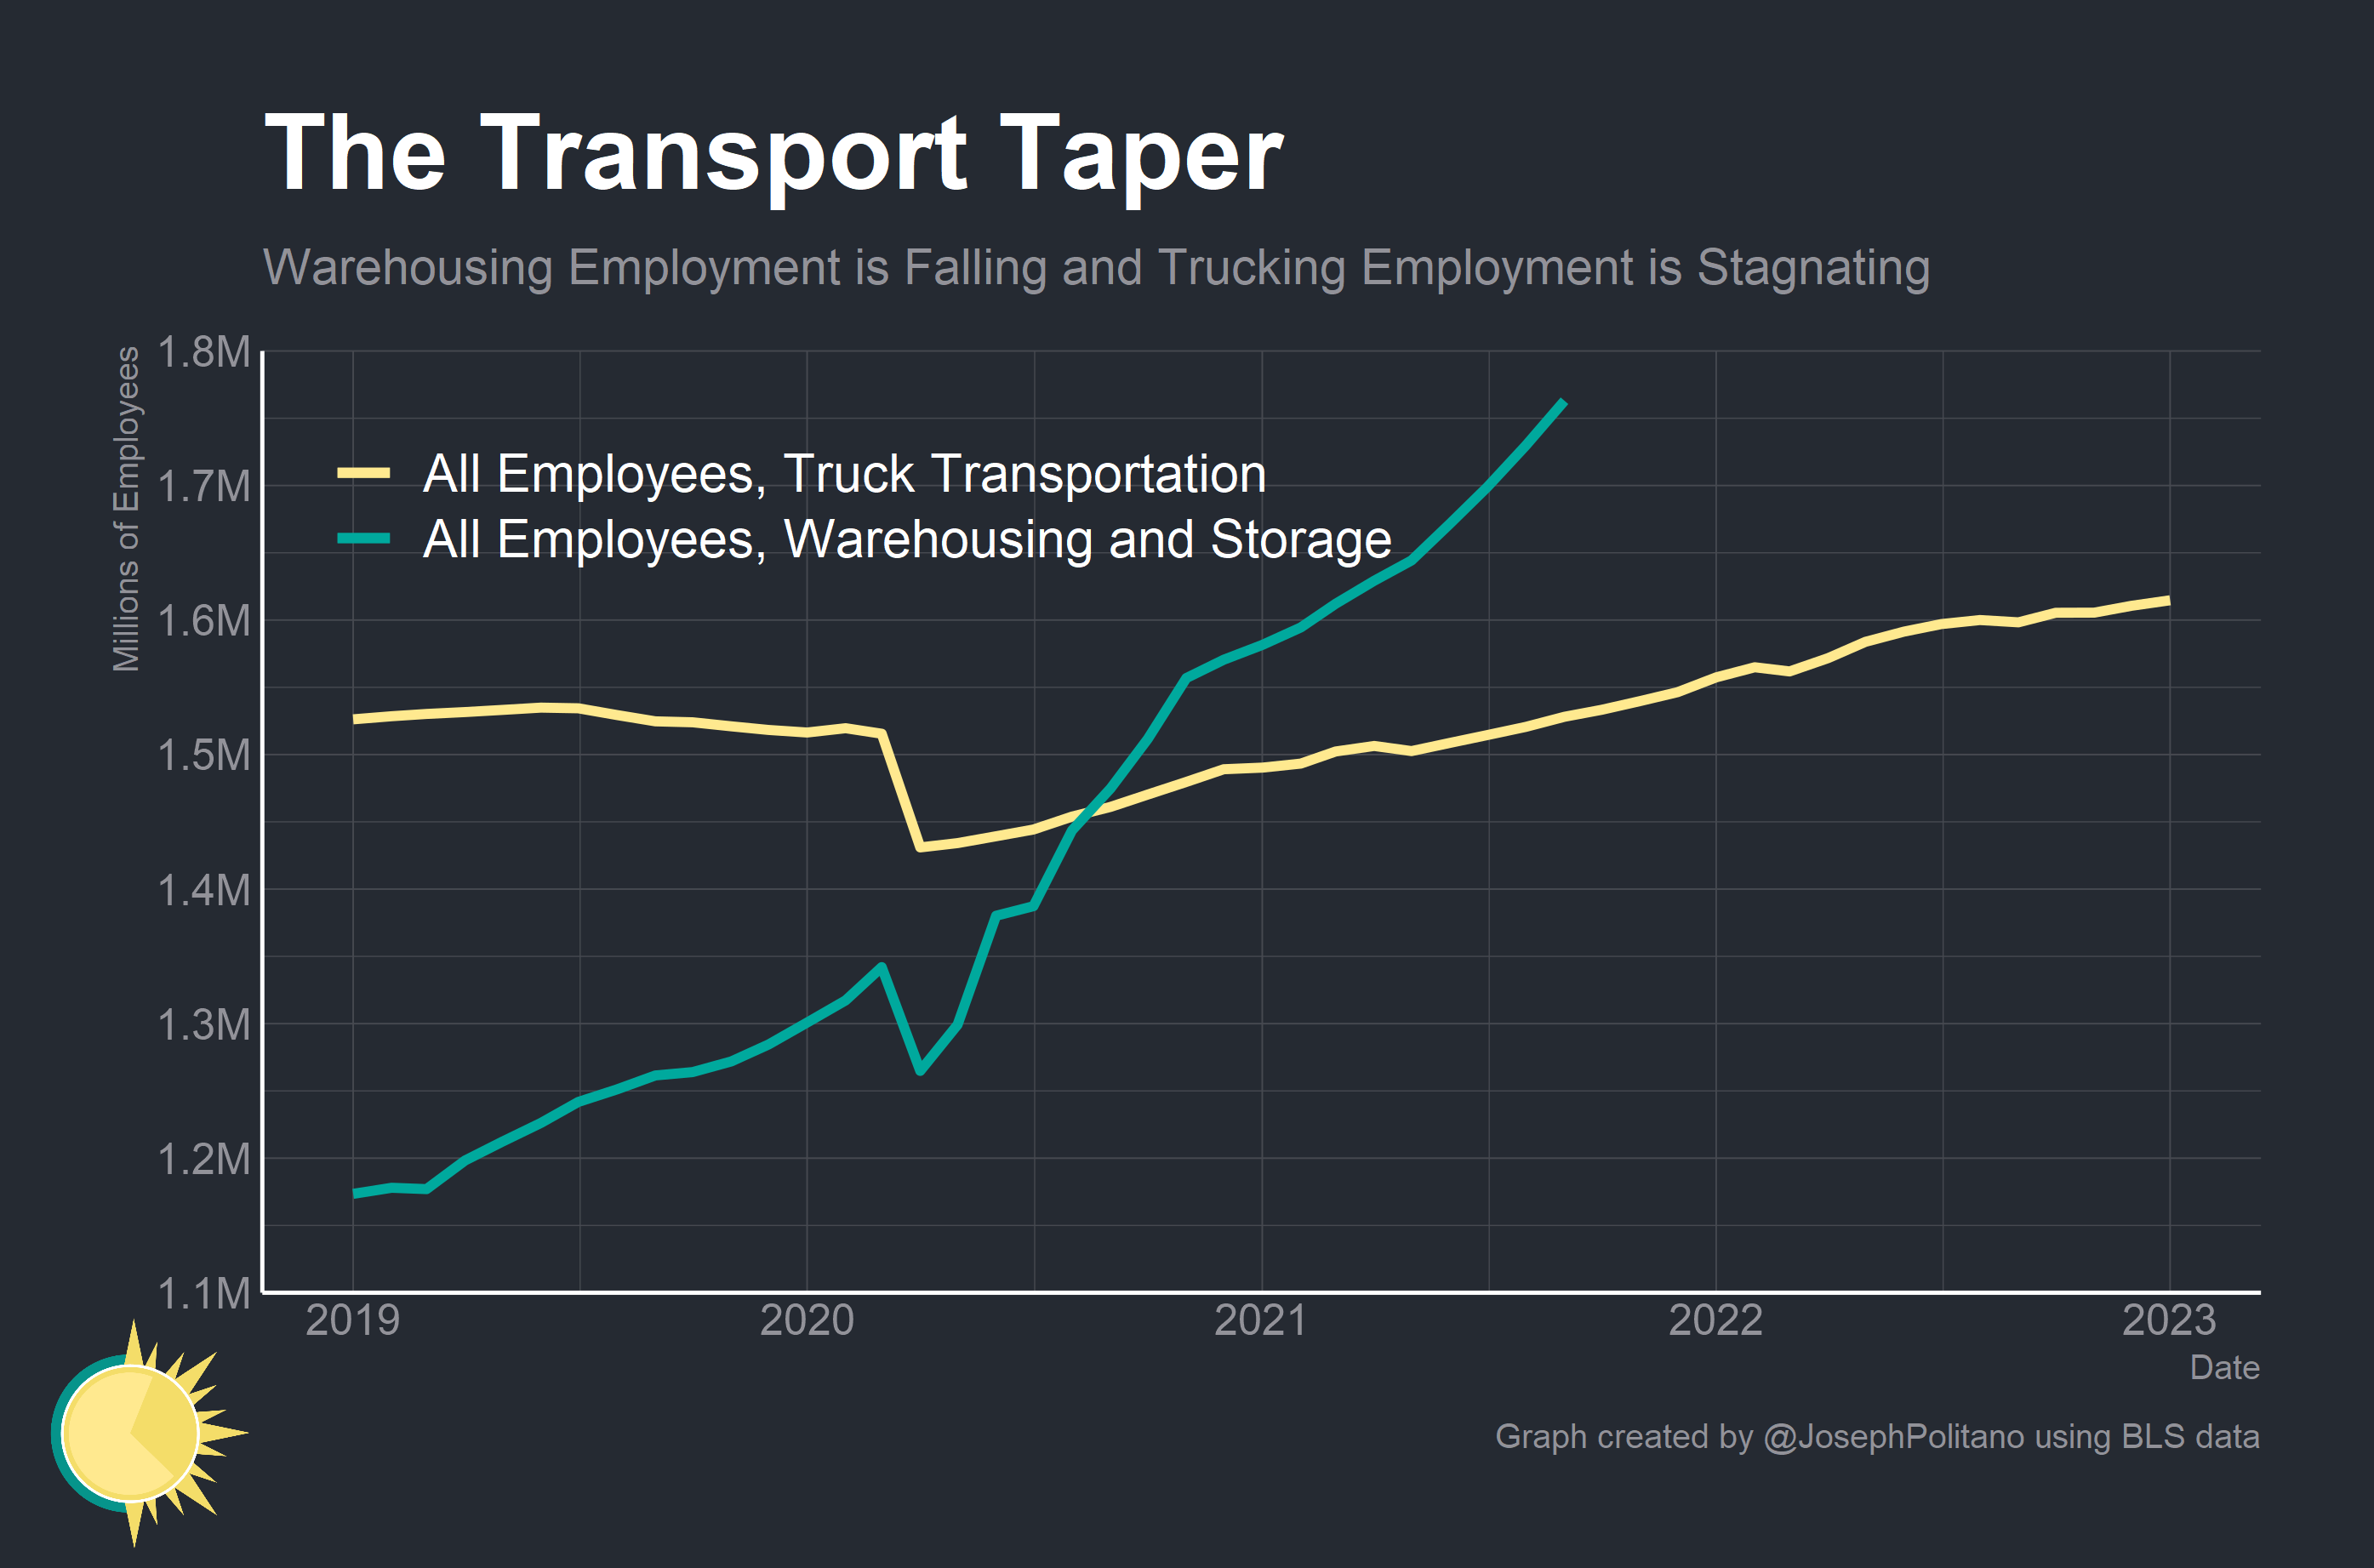 The Transport Taper
Warehousing Employment is Falling and Trucking Employment is Stagnating
Millions of Employees
1.8M
1.7M
1.6M
1.5M
1.4M
1.3M
1.2M
1.1M
All Employees, Truck Transportation
All Employees, Warehousing and Storage
2019 2020 2021 2022 2023
Date
Graph created by @JosephPolitano using BLS data